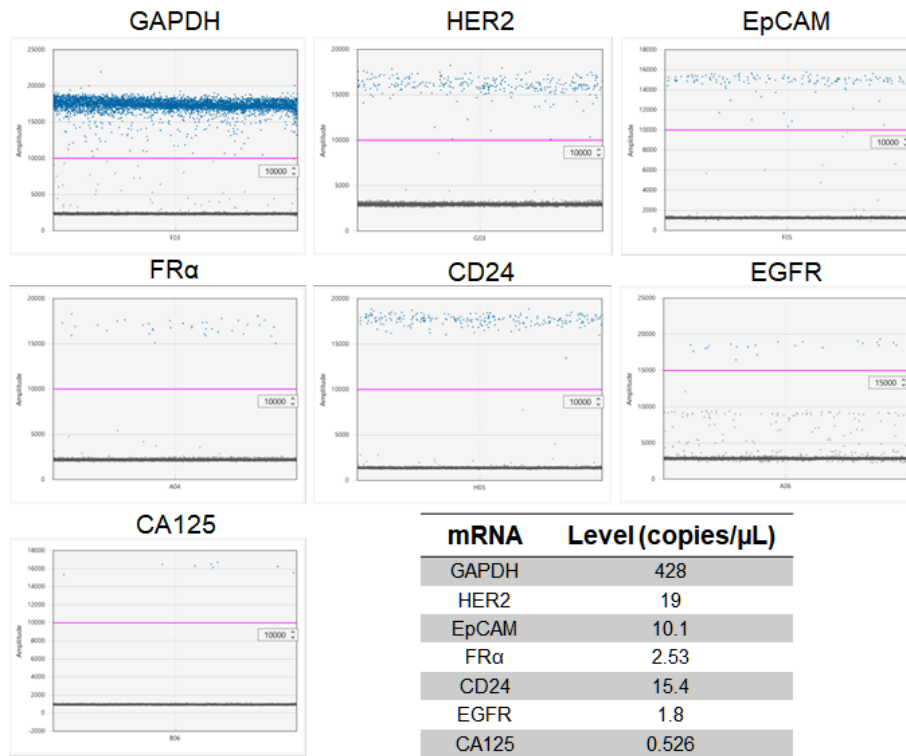 GAPDH
25000
20000
15000
10000
5000
0
Amplitude
10000
F03
HER2
20000
15000
10000
5000
0
Amplitude
10000
G03
EpCAM
18000
16000
14000
12000
10000
8000
6000
4000
2000
0
Amplitude
10000
F05
FRα
20000
15000
10000
5000
0
Amplitude
10000
A04
CD24
20000
15000
10000
5000
0
Amplitude
10000
H05
EGFR
25000
20000
15000
10000
5000
0
Amplitude
15000
A06
CA125
18000
16000
14000
12000
10000
8000
6000
4000
2000
0
-2000
Amplitude
10000
B06
mRNA Level (copies/µL)
GAPDH 428
HER2 19
EpCAM 10.1
FRα 2.53
CD24 15.4
EGFR 1.8
CA125 0.526